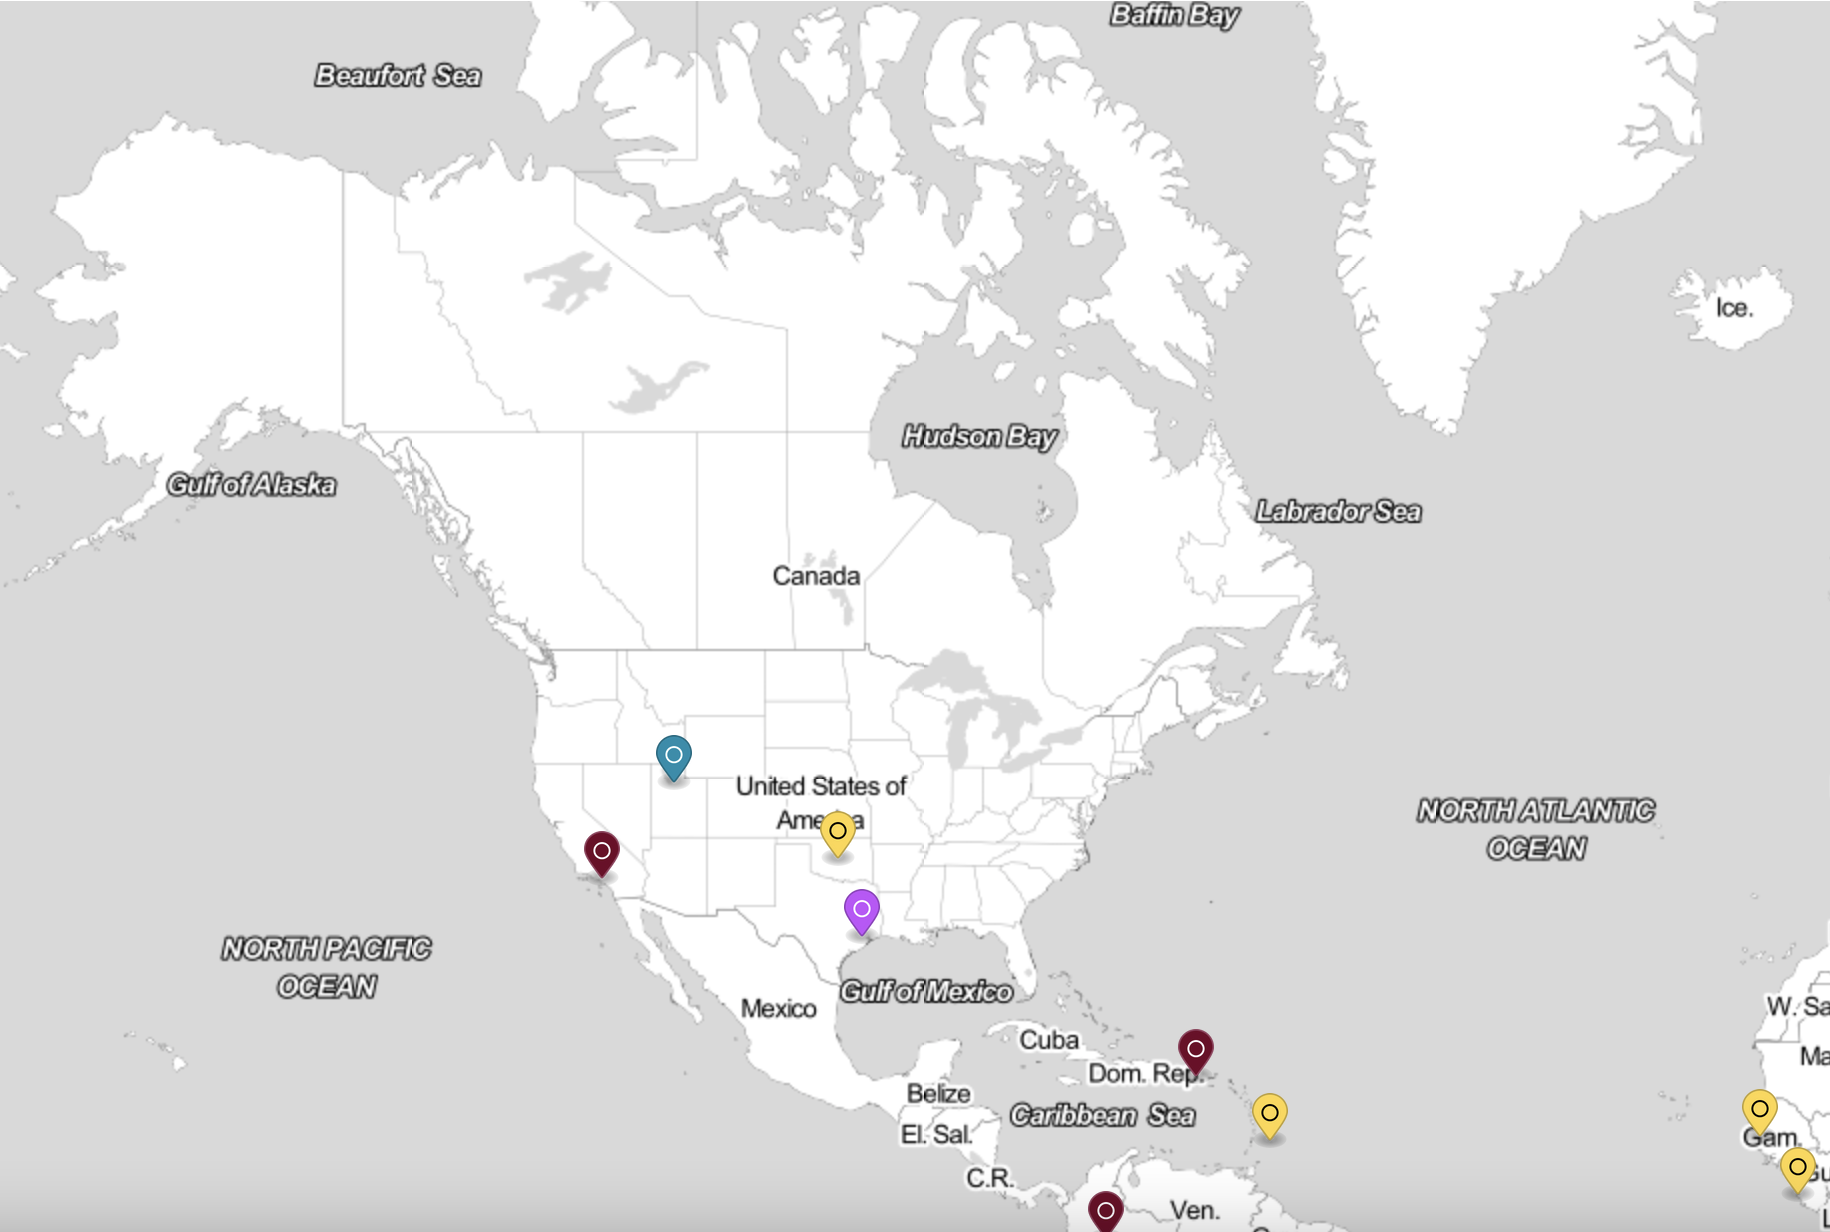 Baffin Bay
Beaufort Sea
Ice.
Hudson Bay
Gulf of Alaska
Labrador Sea
Canada
United States of
NORTH ATLANTIC
OCEAN
NORTH PACIFIC
OCEAN
Gulf of Mexico
Mexico
W. Sa
Cuba
Ma
Dom. Rep.
Belize
Caribbean Sea
El. Sal.
Gam.
C.R.
Ven.